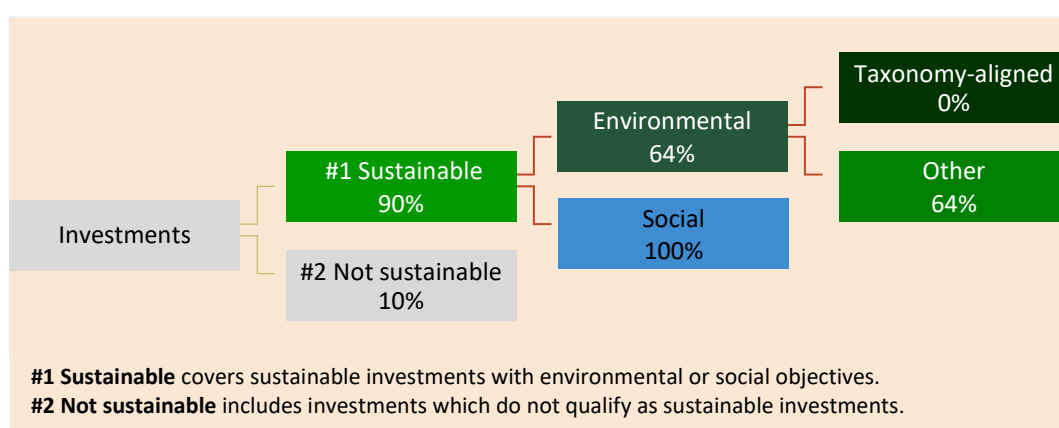 Taxonomy-aligned
0%
Environmental
64%
#1 Sustainable
90%
Other
64%
Social
100%
Investments
#2 Not sustainable
10%
#1 Sustainable covers sustainable investments with environmental or social objectives.
#2 Not sustainable includes investments which do not qualify as sustainable investments.